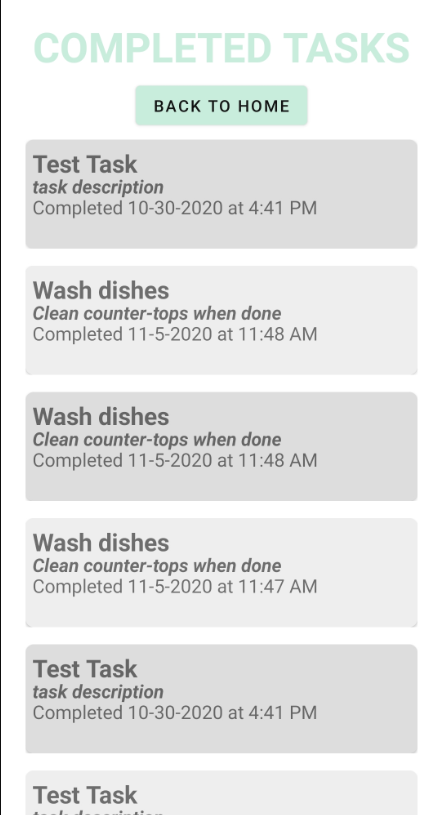 COMPLETED TASKS
BACK TO HOME
Test Task
task description
Completed 10-30-2020 at 4:41 PM
Wash dishes
Clean counter-tops when done
Completed 11-5-2020 at 11:48 AM
Wash dishes
Clean counter-tops when done
Completed 11-5-2020 at 11:48 AM
Wash dishes
Clean counter-tops when done
Completed 11-5-2020 at 11:47 AM
Test Task
task description
Completed 10-30-2020 at 4:41 PM
Test Task
task description